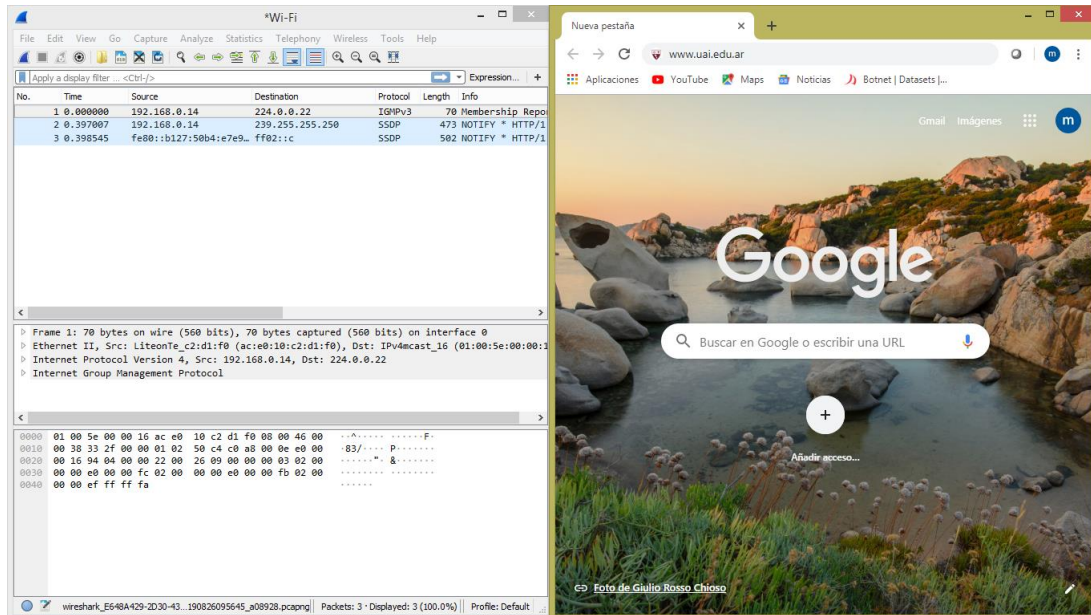 *Wi-Fi
File Edit View Go Capture Analyze Statistics Telephony Wireless Tools Help
Apply a display filter ... <Ctrl-/>
Expression... +
No. Time Source Destination Protocol Length Info
1 0.000000 192.168.0.14 224.0.0.22 IGMPv3 70 Membership Repo
2 0.397007 192.168.0.14 239.255.255.250 SSDP 473 NOTIFY * HTTP/1
3 0.398545 fe80::b127:50b4:e7e9… ff02::c SSDP 502 NOTIFY * HTTP/1
Frame 1: 70 bytes on wire (560 bits), 70 bytes captured (560 bits) on interface 0
Ethernet II, Src: LiteonTe_c2:d1:f0 (ac:e0:10:c2:d1:f0), Dst: IPv4mcast_16 (01:00:5e:00:00:1
Internet Protocol Version 4, Src: 192.168.0.14, Dst: 224.0.0.22
Internet Group Management Protocol
0000 01 00 5e 00 00 16 ac e0 10 c2 d1 f0 08 00 46 00 ··^····· ······F·
0010 00 38 33 2f 00 00 01 02 50 c4 c0 a8 00 0e e0 00 ·83/···· P·······
0020 00 16 94 04 00 00 22 00 26 09 00 00 00 03 02 00 ······"· &·······
0030 00 00 e0 00 00 fc 02 00 00 00 e0 00 00 fb 02 00 ········ ········
0040 00 00 ef ff ff fa ······
wireshark_E648A429-2D30-43...190826095645_a08928.pcapng Packets: 3 · Displayed: 3 (100.0%) Profile: Default
Nueva pestaña
www.uai.edu.ar
m
Aplicaciones YouTube Maps Noticias Botnet | Datasets |...
Gmail Imágenes m
Google
Buscar en Google o escribir una URL
+
Añadir acceso...
Foto de Giulio Rosso Chioso